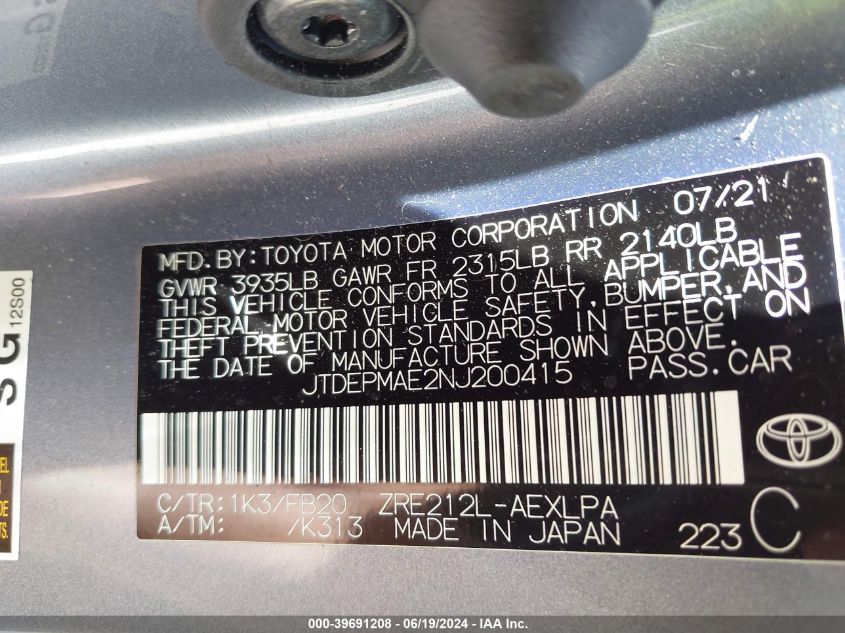 MFD. BY: TOYOTA MOTOR CORPORATION 07/21
GVWR 3935LB GAWR FR 2315LB RR 2140LB
THIS VEHICLE CONFORMS TO ALL APPLICABLE
FEDERAL MOTOR VEHICLE SAFETY, BUMPER, AND
THEFT PREVENTION STANDARDS IN EFFECT ON
THE DATE OF MANUFACTURE SHOWN ABOVE.
JTDEPMAE2NJ200415 PASS. CAR
C/TR: 1K3/FB20 ZRE212L-AEXLPA
A/TM: /K313 MADE IN JAPAN 223 C
SG
12S00
TS.
000-39691208 - 06/19/2024 - IAA Inc.